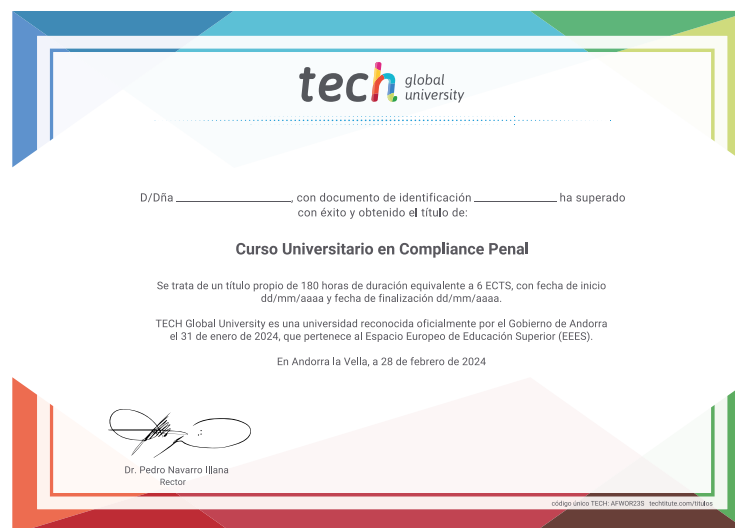 tech global university
D/Dña ____________, con documento de identificación ____________ ha superado
con éxito y obtenido el título de:
Curso Universitario en Compliance Penal
Se trata de un título propio de 180 horas de duración equivalente a 6 ECTS, con fecha de inicio
dd/mm/aaaa y fecha de finalización dd/mm/aaaa.
TECH Global University es una universidad reconocida oficialmente por el Gobierno de Andorra
el 31 de enero de 2024, que pertenece al Espacio Europeo de Educación Superior (EEES).
En Andorra la Vella, a 28 de febrero de 2024
Dr. Pedro Navarro Illana
Rector
código único TECH: AFWOR23S techtitute.com/titulos